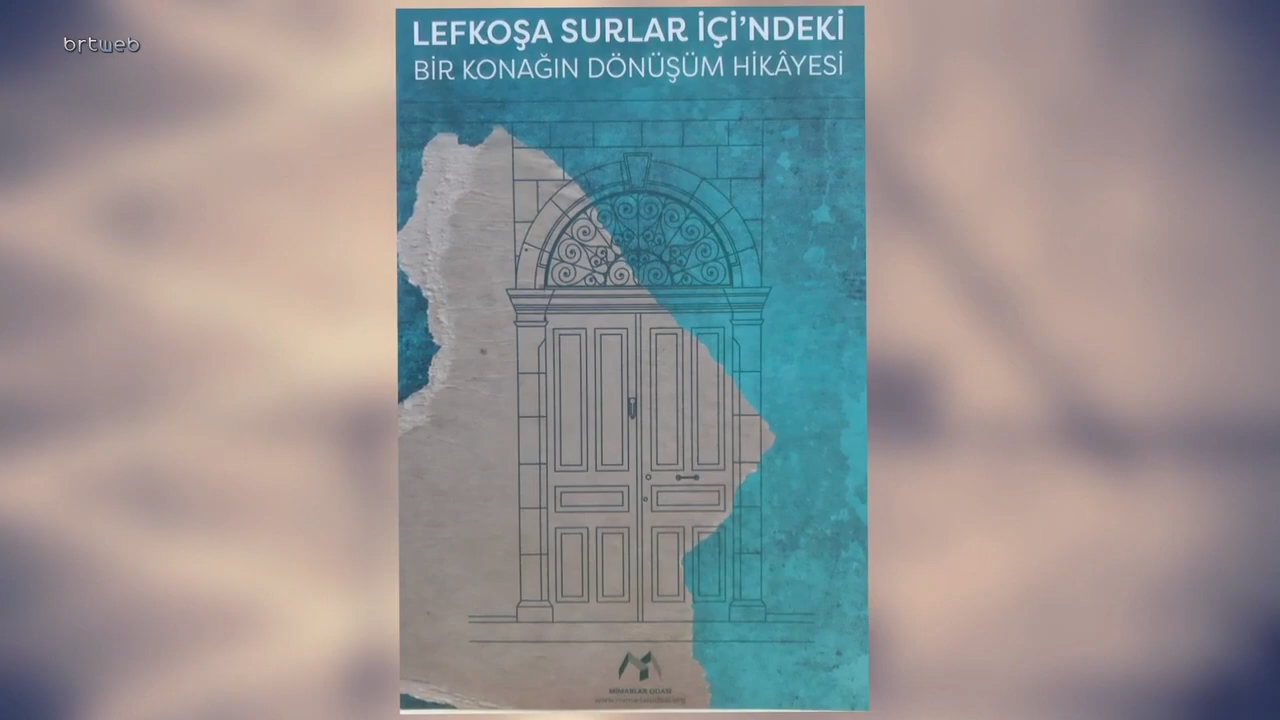 brtweb
LEFKOŞA SURLAR İÇİ'NDEKİ
BİR KONAĞIN DÖNÜŞÜM HİKÂYESİ
MİMARLAR ODASI